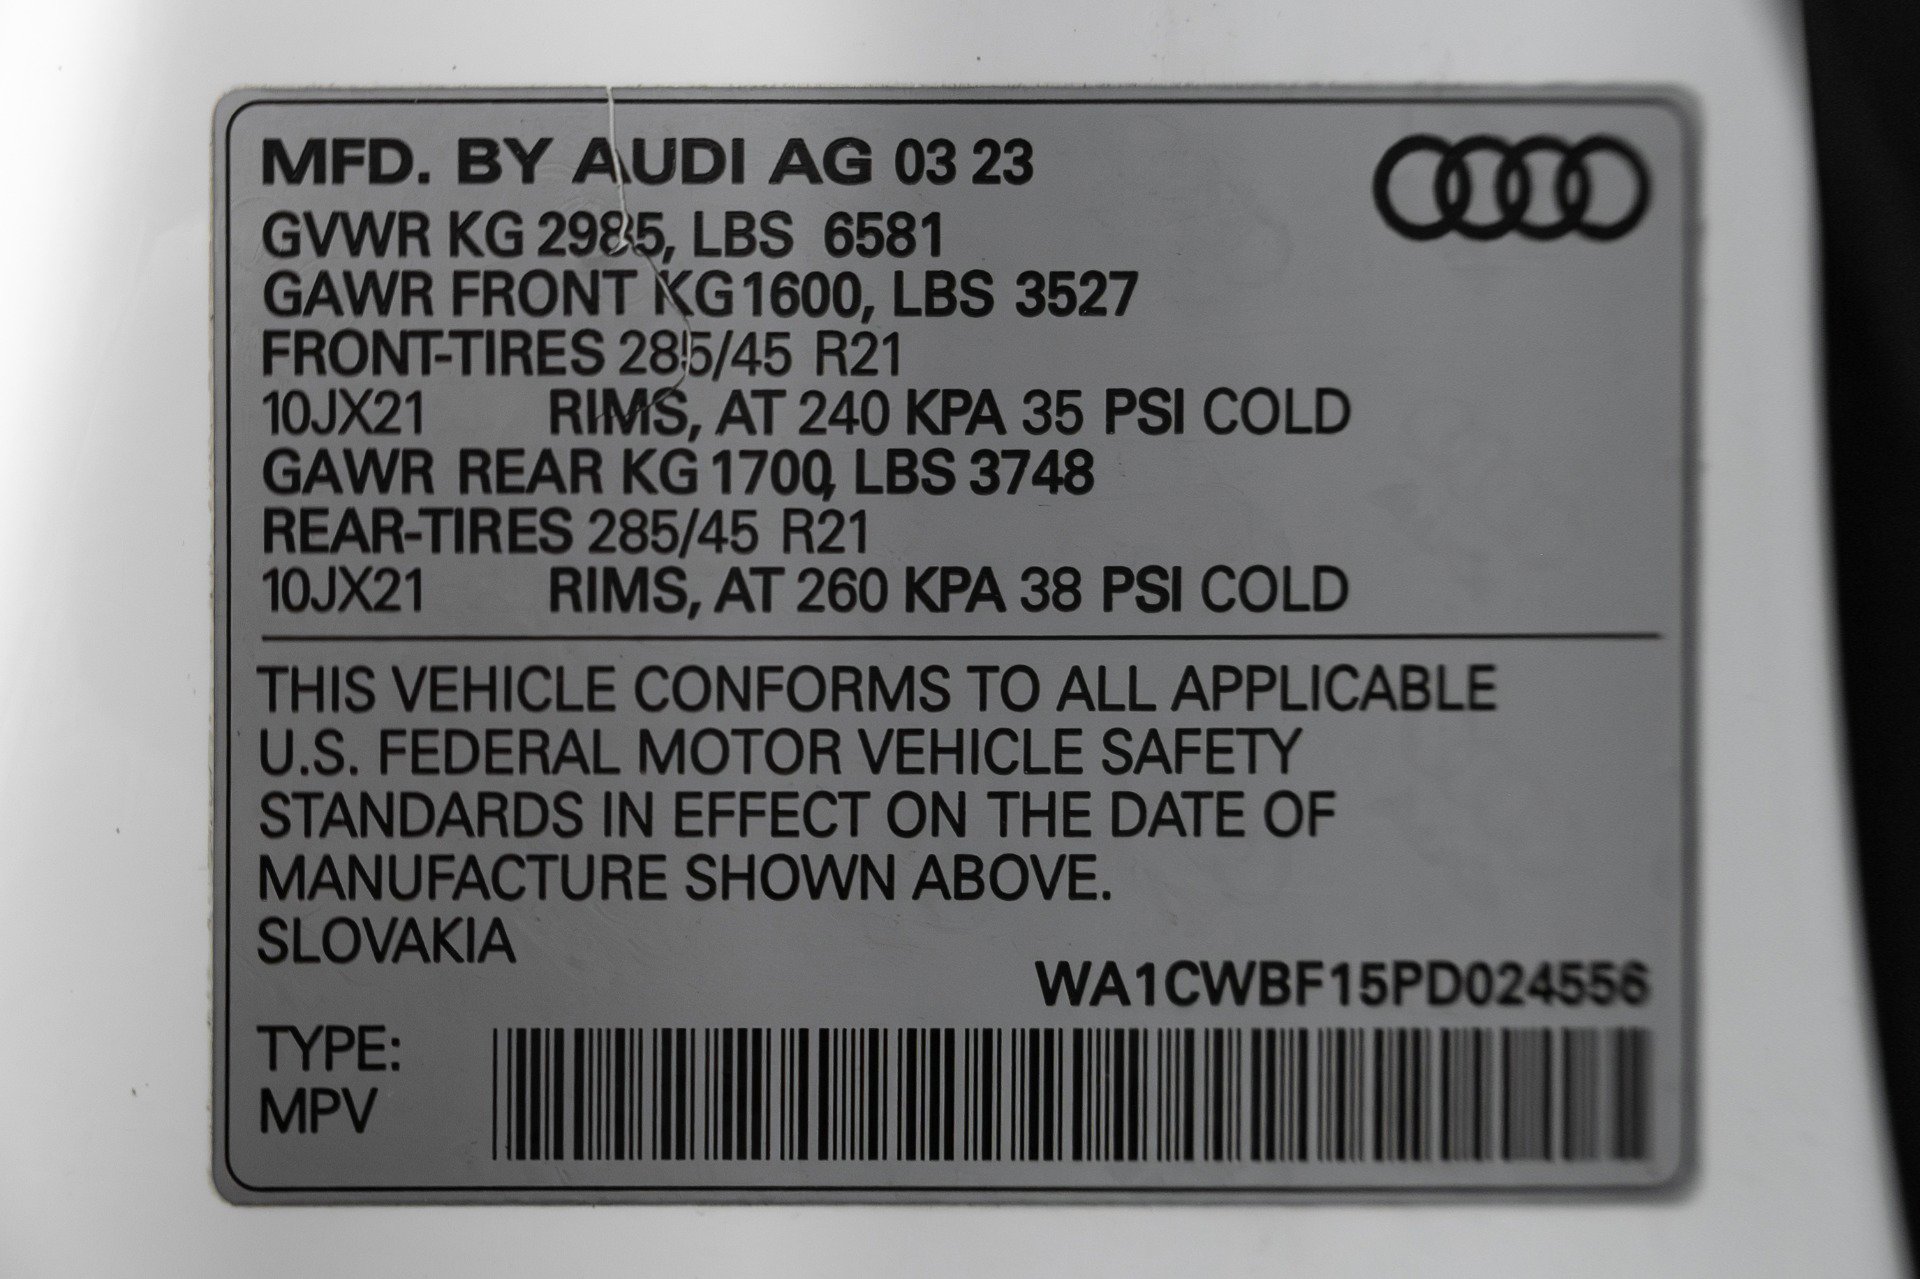 MFD. BY AUDI AG 03 23
GVWR KG 2985, LBS 6581
GAWR FRONT KG 1600, LBS 3527
FRONT-TIRES 285/45 R21
10JX21 RIMS, AT 240 KPA 35 PSI COLD
GAWR REAR KG 1700, LBS 3748
REAR-TIRES 285/45 R21
10JX21 RIMS, AT 260 KPA 38 PSI COLD
THIS VEHICLE CONFORMS TO ALL APPLICABLE
U.S. FEDERAL MOTOR VEHICLE SAFETY
STANDARDS IN EFFECT ON THE DATE OF
MANUFACTURE SHOWN ABOVE.
SLOVAKIA
WA1CWBF15PD024556
TYPE:
MPV